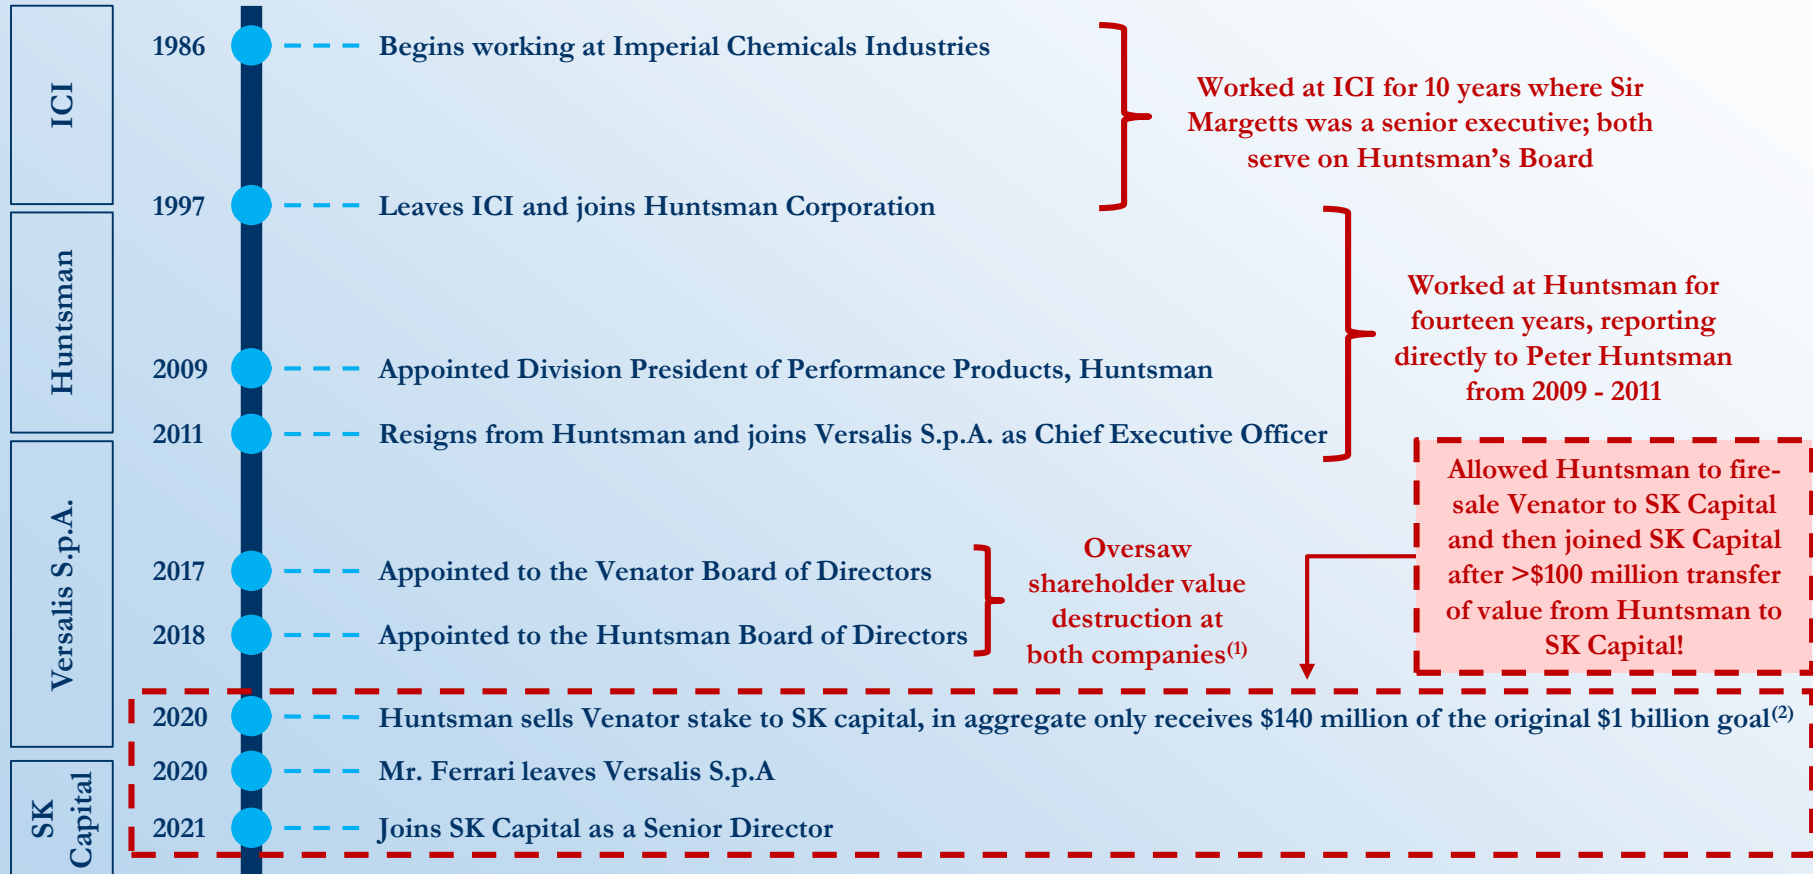 ICI
1986
Begins working at Imperial Chemicals Industries
Worked at ICI for 10 years where Sir
Margetts was a senior executive; both
serve on Huntsman's Board
1997
Leaves ICI and joins Huntsman Corporation
Huntsman
Worked at Huntsman for
fourteen years, reporting
directly to Peter Huntsman
from 2009 - 2011
2009
Appointed Division President of Performance Products, Huntsman
2011
Resigns from Huntsman and joins Versalis S.p.A. as Chief Executive Officer
Versalis S.p.A.
Allowed Huntsman to fire-
sale Venator to SK Capital
and then joined SK Capital
after >$100 million transfer
of value from Huntsman to
SK Capital!
2017
Appointed to the Venator Board of Directors
Oversaw
shareholder value
destruction at
both companies(1)
2018
Appointed to the Huntsman Board of Directors
2020
Huntsman sells Venator stake to SK capital, in aggregate only receives $140 million of the original $1 billion goal(2)
2020
Mr. Ferrari leaves Versalis S.p.A
SK
Capital
2021
Joins SK Capital as a Senior Director